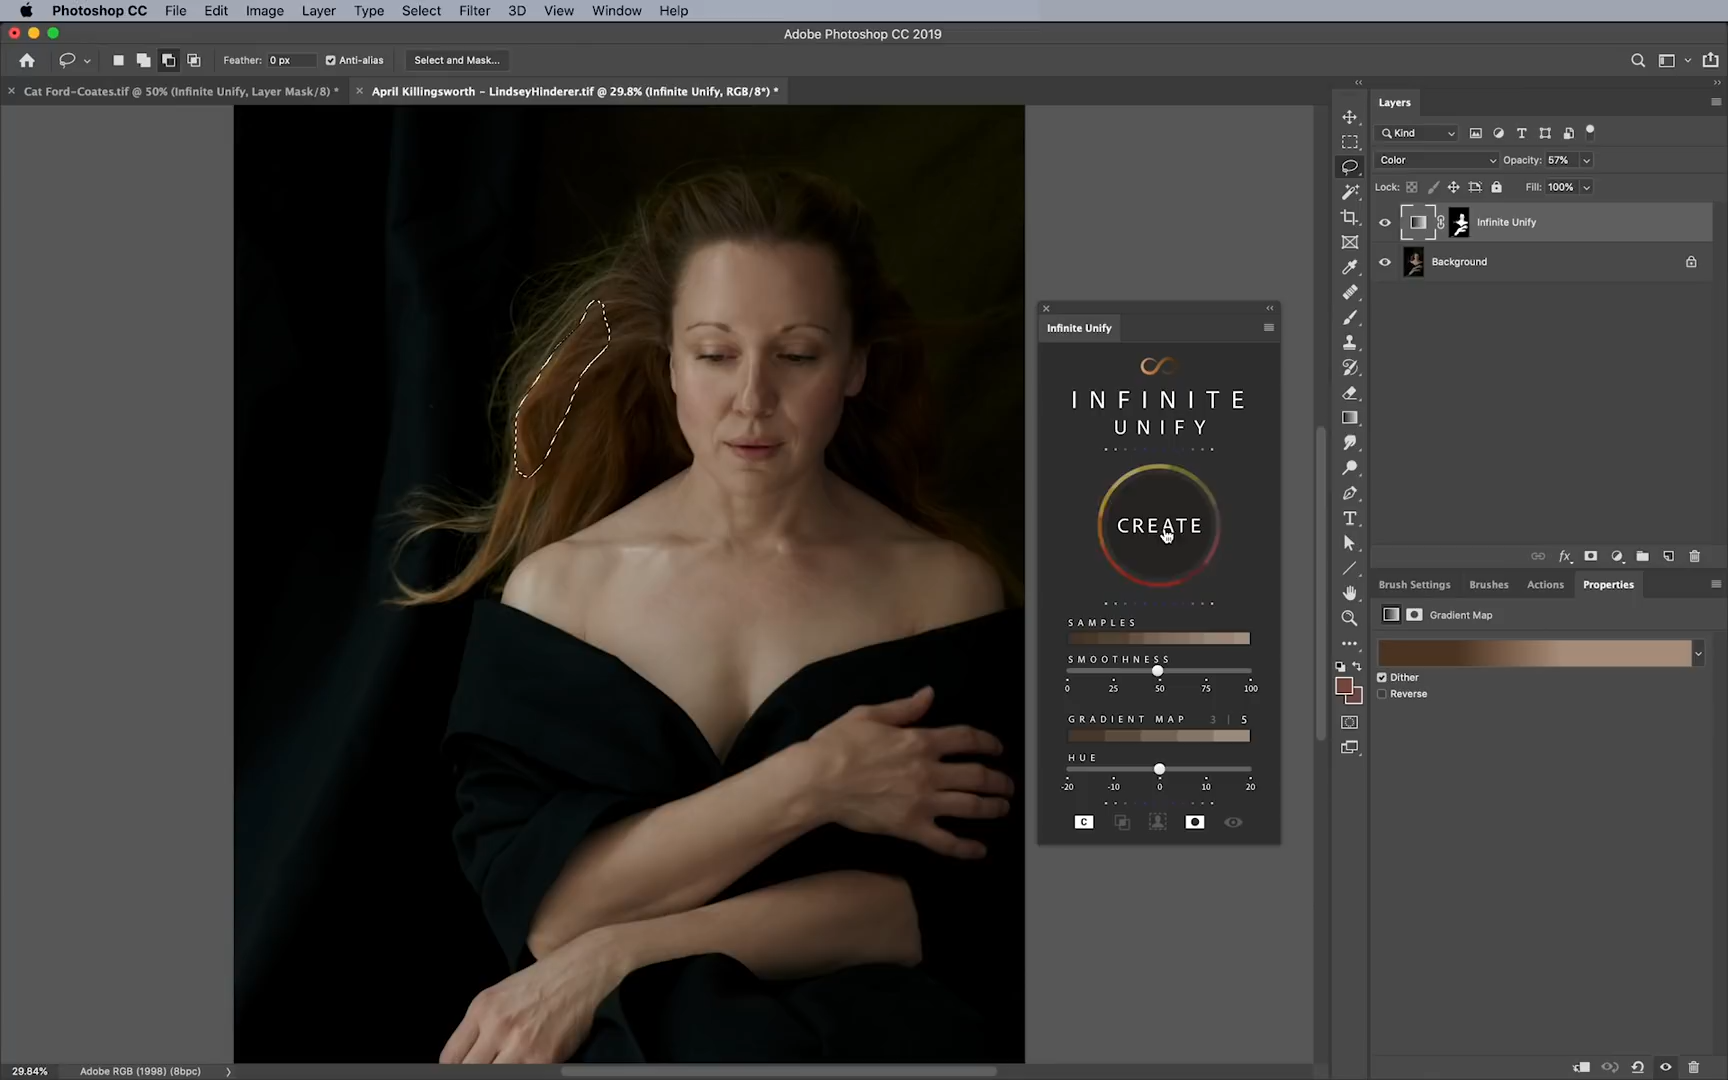 Photoshop CC File Edit Image Layer Type Select Filter 3D View Window Help
Adobe Photoshop CC 2019
Feather: 0 px Anti-alias Select and Mask...
Cat Ford-Coates.tif @ 50% (Infinite Unify, Layer Mask/8) *
April Killingsworth - LindseyHinderer.tif @ 29.8% (Infinite Unify, RGB/8*) *
Layers
Kind
Color Opacity: 57%
Lock: Fill: 100%
Infinite Unify
Background
Infinite Unify
INFINITE
UNIFY
CREATE
SAMPLES
SMOOTHNESS
0 25 50 75 100
GRADIENT MAP 3 | 5
HUE
-20 -10 0 10 20
C
fx
Brush Settings Brushes Actions Properties
Gradient Map
Dither
Reverse
29.84% Adobe RGB (1998) (8bpc)